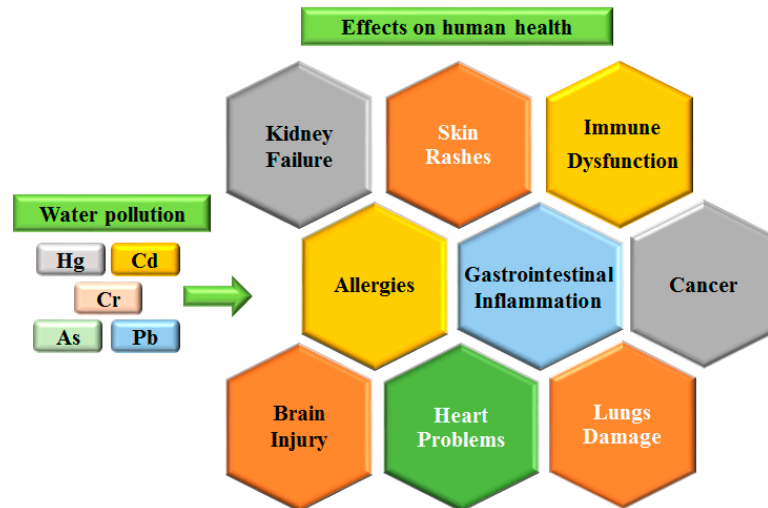 Effects on human health
Kidney
Failure
Skin
Rashes
Immune
Dysfunction
Water pollution
Hg
Cd
Cr
As
Pb
Allergies
Gastrointestinal
Inflammation
Cancer
Brain
Injury
Heart
Problems
Lungs
Damage